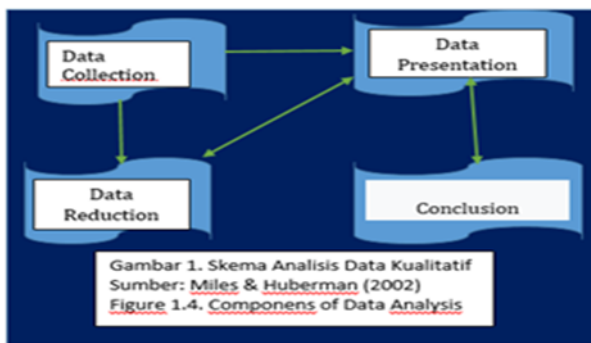 Data
Collection
Data
Presentation
Data
Reduction
Conclusion
Gambar 1. Skema Analisis Data Kualitatif
Sumber: Miles & Huberman (2002)
Figure 1.4. Componens of Data Analysis